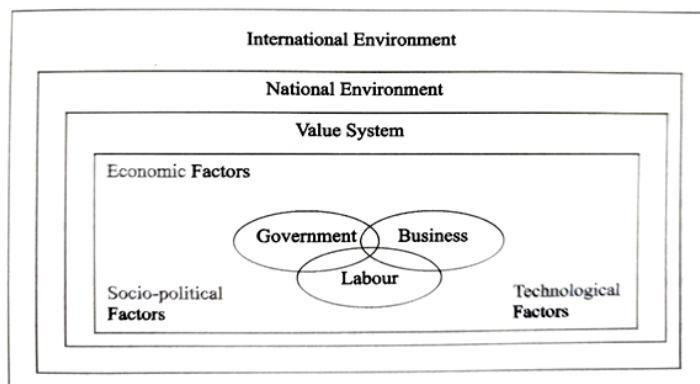 International Environment
National Environment
Value System
Economic Factors
Government
Business
Labour
Socio-political
Factors
Technological
Factors